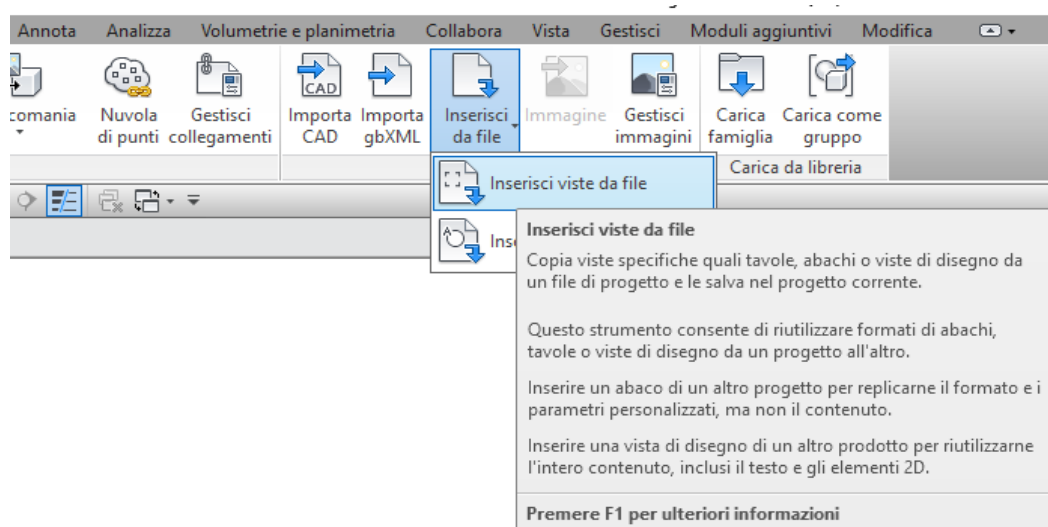 Annota Analizza Volumetrie e planimetria Collabora Vista Gestisci Moduli aggiuntivi Modifica
comania Nuvola di punti Gestisci collegamenti Importa CAD Importa gbXML Inserisci da file Immagine Gestisci immagini Carica famiglia Carica come gruppo
CAD
Carica da libreria
Inserisci viste da file
Inse
Inserisci viste da file
Copia viste specifiche quali tavole, abachi o viste di disegno da
un file di progetto e le salva nel progetto corrente.
Questo strumento consente di riutilizzare formati di abachi,
tavole o viste di disegno da un progetto all'altro.
Inserire un abaco di un altro progetto per replicarne il formato e i
parametri personalizzati, ma non il contenuto.
Inserire una vista di disegno di un altro prodotto per riutilizzarne
l'intero contenuto, inclusi il testo e gli elementi 2D.
Premere F1 per ulteriori informazioni